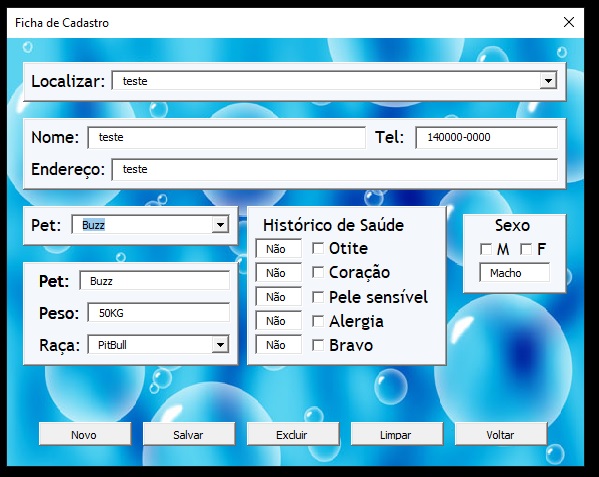 Ficha de Cadastro
Localizar: teste
Nome: teste Tel: 140000-0000
Endereço: teste
Pet: Buzz
Histórico de Saúde
Não Otite
Não Coração
Não Pele sensível
Não Alergia
Não Bravo
Sexo
M F
Macho
Pet: Buzz
Peso: 50KG
Raça: PitBull
Novo Salvar Excluir Limpar Voltar